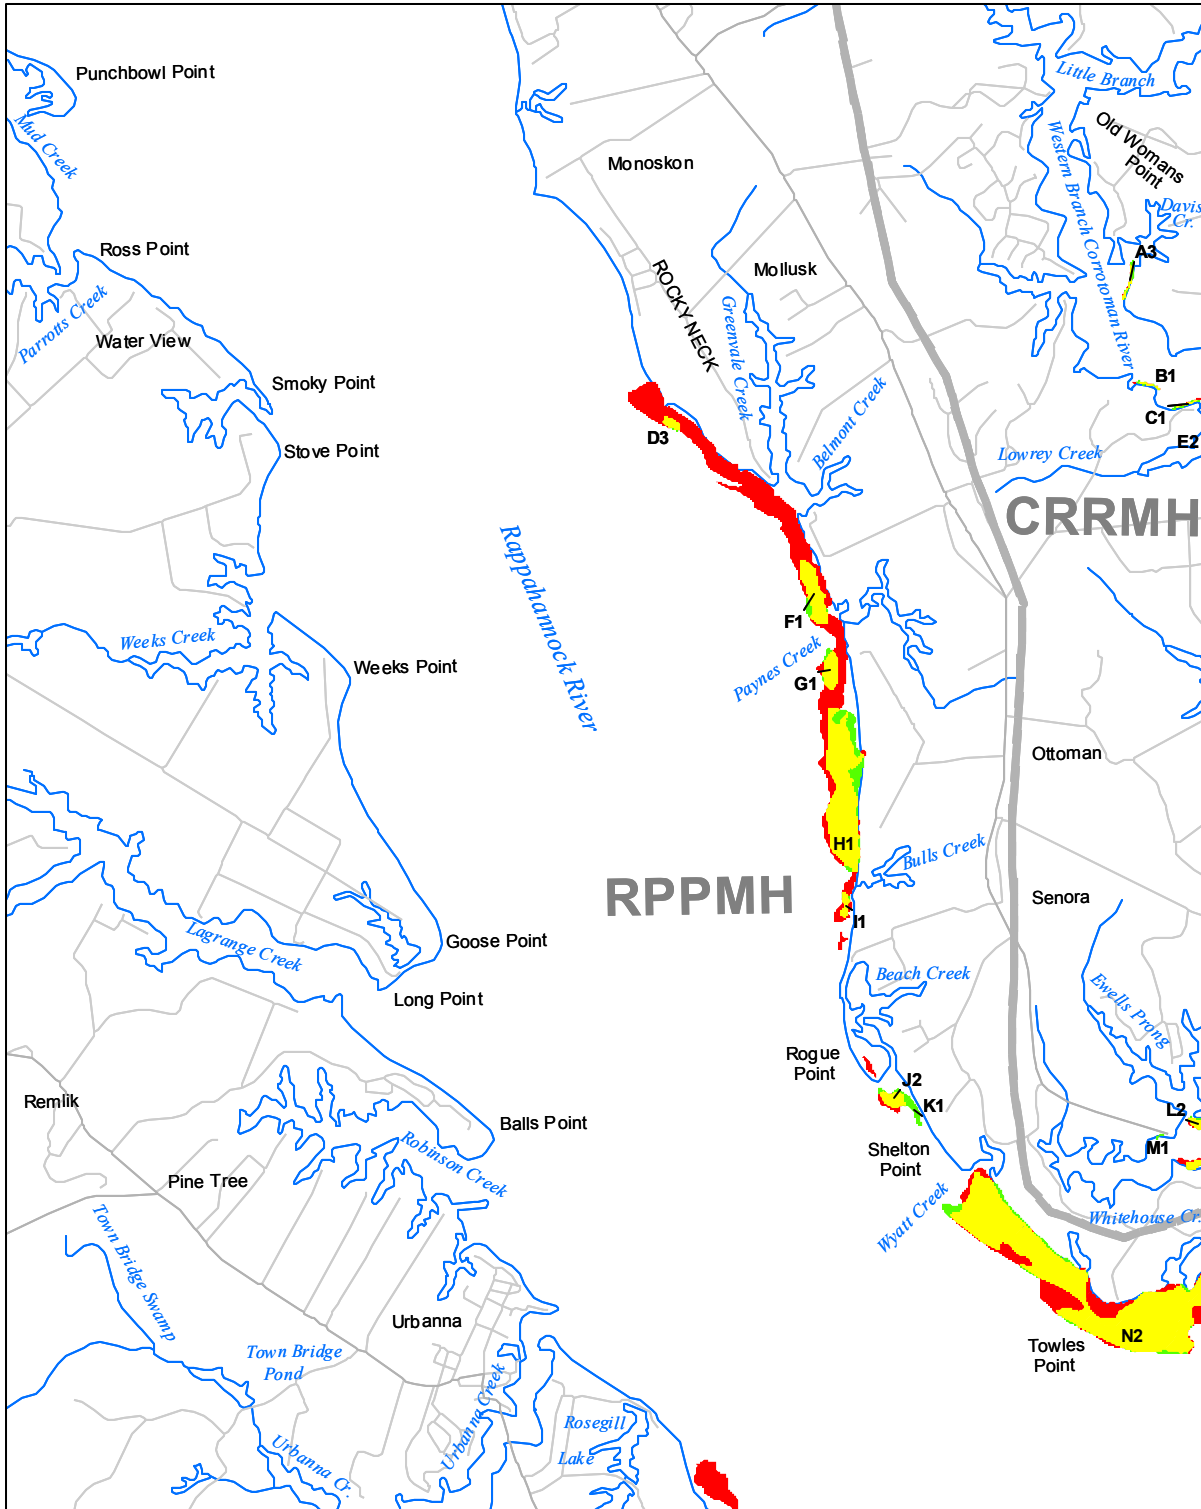 Punchbowl Point
Mud Creek
Little Branch
Western Branch Corrotoman River
Old Womans
Point
Davis
Cr.
Monoskon
A3
Ross Point
Mollusk
ROCKY NECK
Greenvale Creek
Parrotts Creek
Water View
Smoky Point
B1
C1
D3
Belmont Creek
E2
Stove Point
Lowrey Creek
CRRMH
Rappahannock River
F1
Weeks Creek
Weeks Point
Paynes Creek
G1
Ottoman
H1
Bulls Creek
RPPMH
Senora
I1
Lagrange Creek
Goose Point
Long Point
Beach Creek
Ewells Prong
Rogue
Point
J2
K1
Remlik
Balls Point
L2
M1
Robinson Creek
Shelton
Point
Pine Tree
Wyatt Creek
Whitehouse Cr.
Town Bridge Swamp
Urbanna
N2
Towles
Point
Town Bridge
Pond
Urbanna Creek
Rosegill
Lake
Urbanna Cr.